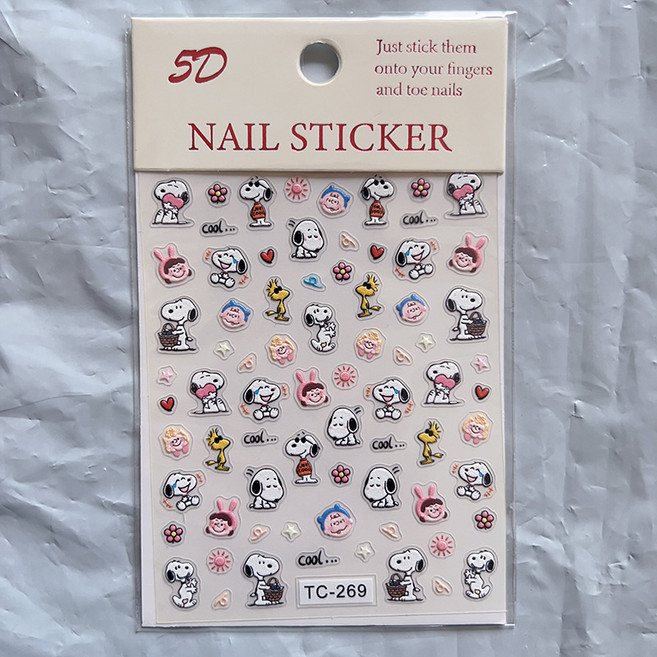 5D
Just stick them
onto your fingers
and toe nails
NAIL STICKER
cool...
cool...
cool...
cool...
cool...
TC-269